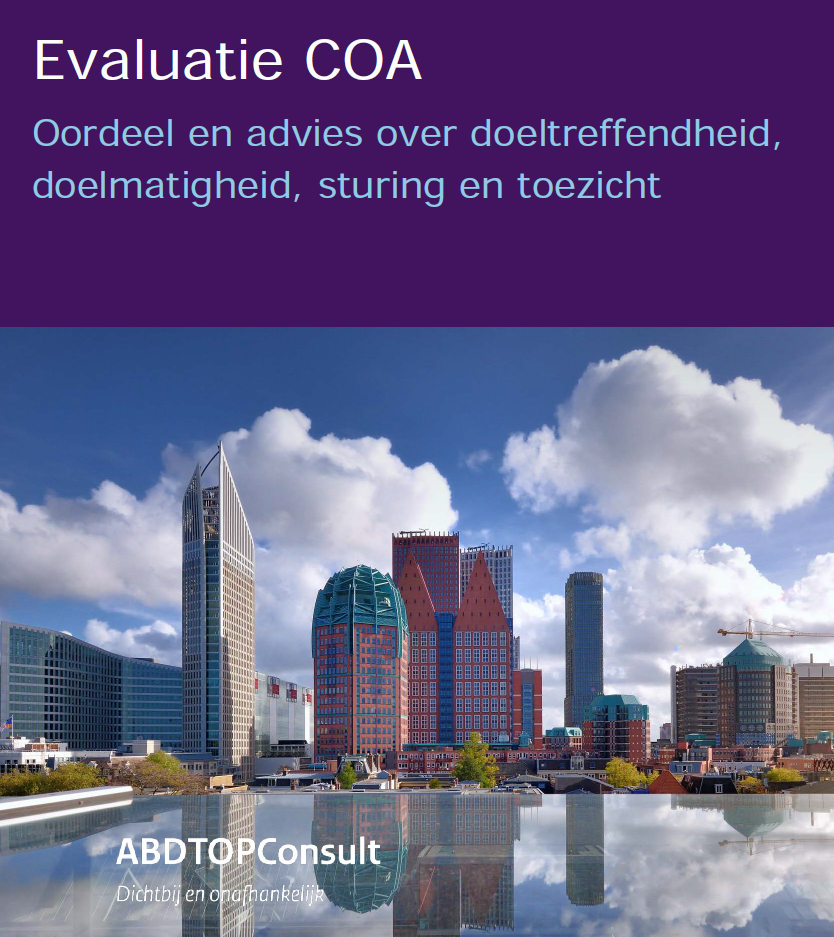 Evaluatie COA
Oordeel en advies over doeltreffendheid,
doelmatigheid, sturing en toezicht
ABDTOPConsult
Dichtbij en onafhankelijk